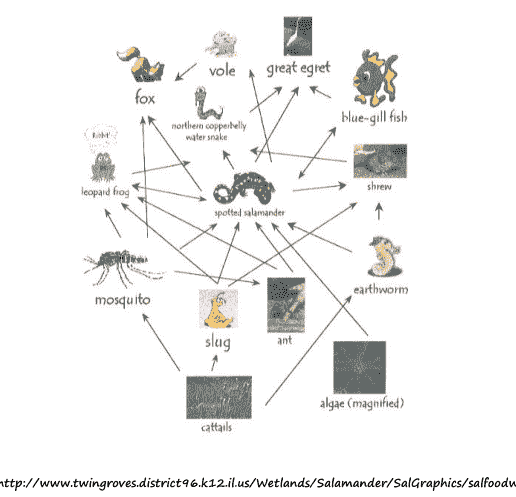 vole
great egret
fox
northern copperbelly
water snake
blue-gill fish
leopard frog
shrew
spotted salamander
mosquito
earthworm
slug
ant
algae (magnified)
cattails
http://www.twingroves.district96.k12.il.us/Wetlands/Salamander/SalGraphics/salfoodw